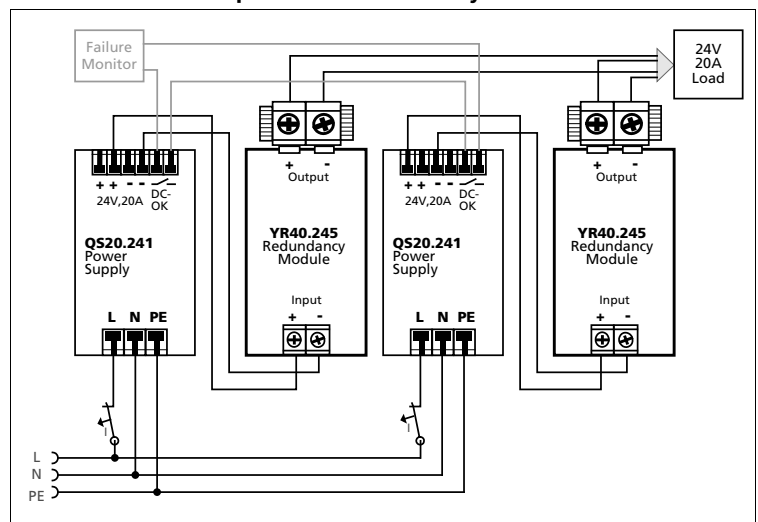 Failure
Monitor
24V
20A
Load
+ + - -
24V,20A
DC-
OK
QS20.241
Power
Supply
L N PE
+ -
Output
YR40.245
Redundancy
Module
Input
+ -
+ + - -
24V,20A
DC-
OK
QS20.241
Power
Supply
L N PE
+ -
Output
YR40.245
Redundancy
Module
Input
+ -
I
I
L
N
PE